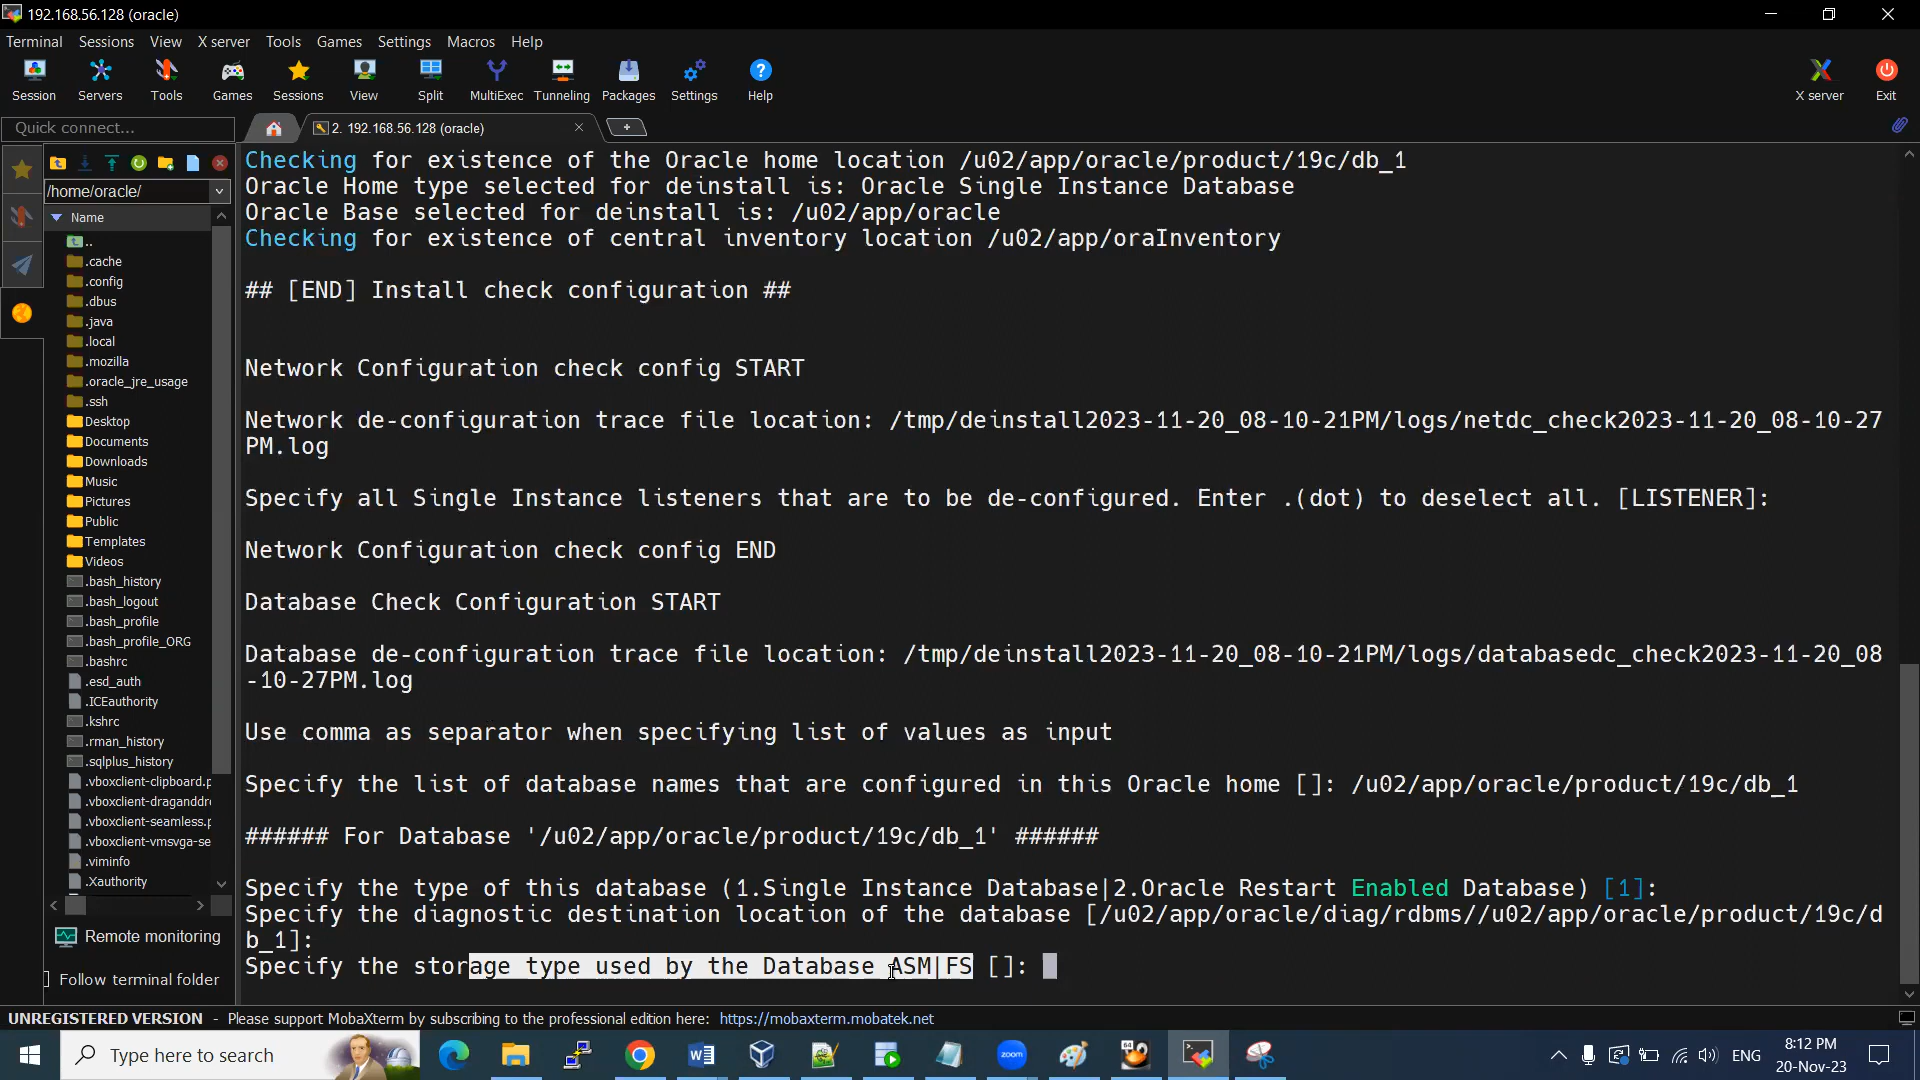 192.168.56.128 (oracle)
Terminal Sessions View X server Tools Games Settings Macros Help
Session Servers Tools Games Sessions View Split MultiExec Tunneling Packages Settings Help X server Exit
Quick connect...
2. 192.168.56.128 (oracle)
/home/oracle/
Name
..
.cache
.config
.dbus
.java
.local
.mozilla
.oracle_jre_usage
.ssh
Desktop
Documents
Downloads
Music
Pictures
Public
Templates
Videos
.bash_history
.bash_logout
.bash_profile
.bash_profile_ORG
.bashrc
.esd_auth
.ICEauthority
.kshrc
.rman_history
.sqlplus_history
.vboxclient-clipboard.p
.vboxclient-draganddr
.vboxclient-seamless.p
.vboxclient-vmsvga-se
.viminfo
.Xauthority
Remote monitoring
Follow terminal folder
Checking for existence of the Oracle home location /u02/app/oracle/product/19c/db_1
Oracle Home type selected for deinstall is: Oracle Single Instance Database
Oracle Base selected for deinstall is: /u02/app/oracle
Checking for existence of central inventory location /u02/app/oraInventory
## [END] Install check configuration ##
Network Configuration check config START
Network de-configuration trace file location: /tmp/deinstall2023-11-20_08-10-21PM/logs/netdc_check2023-11-20_08-10-27
PM.log
Specify all Single Instance listeners that are to be de-configured. Enter .(dot) to deselect all. [LISTENER]:
Network Configuration check config END
Database Check Configuration START
Database de-configuration trace file location: /tmp/deinstall2023-11-20_08-10-21PM/logs/databasedc_check2023-11-20_08
-10-27PM.log
Use comma as separator when specifying list of values as input
Specify the list of database names that are configured in this Oracle home []: /u02/app/oracle/product/19c/db_1
###### For Database '/u02/app/oracle/product/19c/db_1' ######
Specify the type of this database (1.Single Instance Database|2.Oracle Restart Enabled Database) [1]:
Specify the diagnostic destination location of the database [/u02/app/oracle/diag/rdbms//u02/app/oracle/product/19c/d
b_1]:
Specify the storage type used by the Database ASM|FS []:
UNREGISTERED VERSION - Please support MobaXterm by subscribing to the professional edition here: https://mobaxterm.mobatek.net
Type here to search
zoom
64
ENG
8:12 PM
20-Nov-23